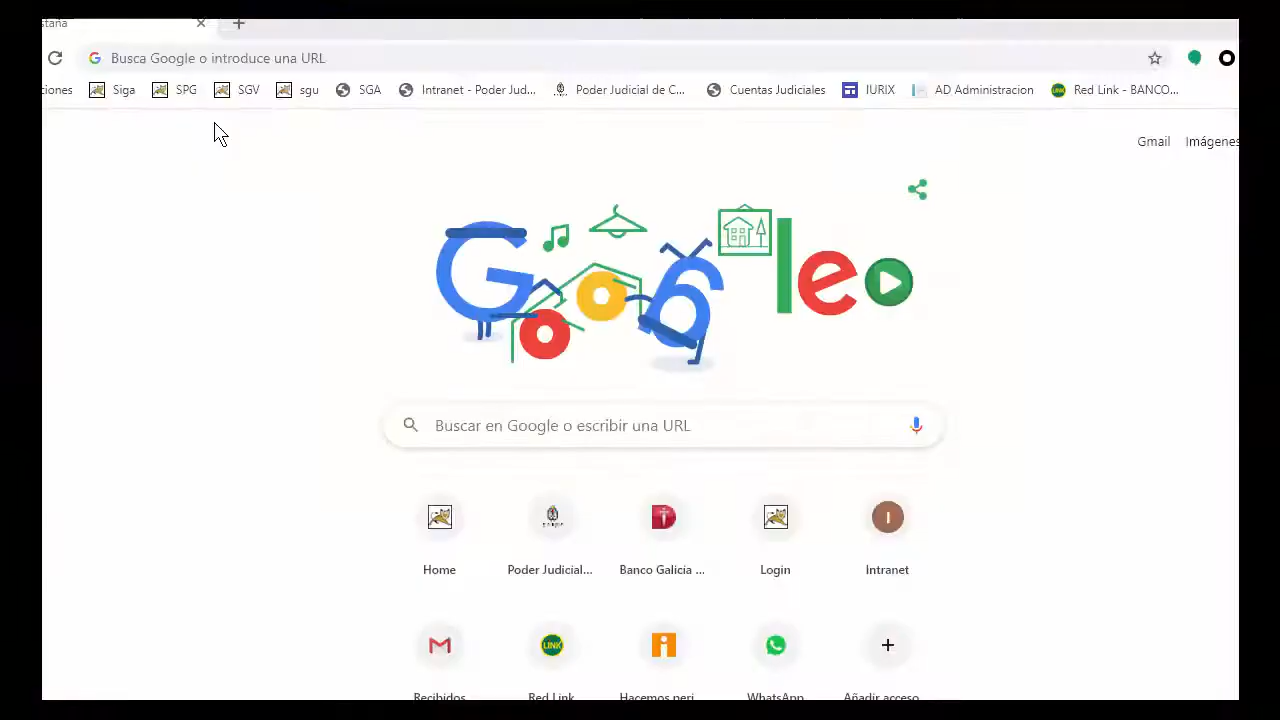 staña
Busca Google o introduce una URL
ciones Siga SPG SGV sgu SGA Intranet - Poder Jud... Poder Judicial de C... Cuentas Judiciales IURIX AD Administracion Red Link - BANCO...
Gmail Imágenes
Google
Buscar en Google o escribir una URL
Home Poder Judicial... Banco Galicia ... Login Intranet
Recibidos Red Link Hacemos peri... WhatsApp Añadir acceso